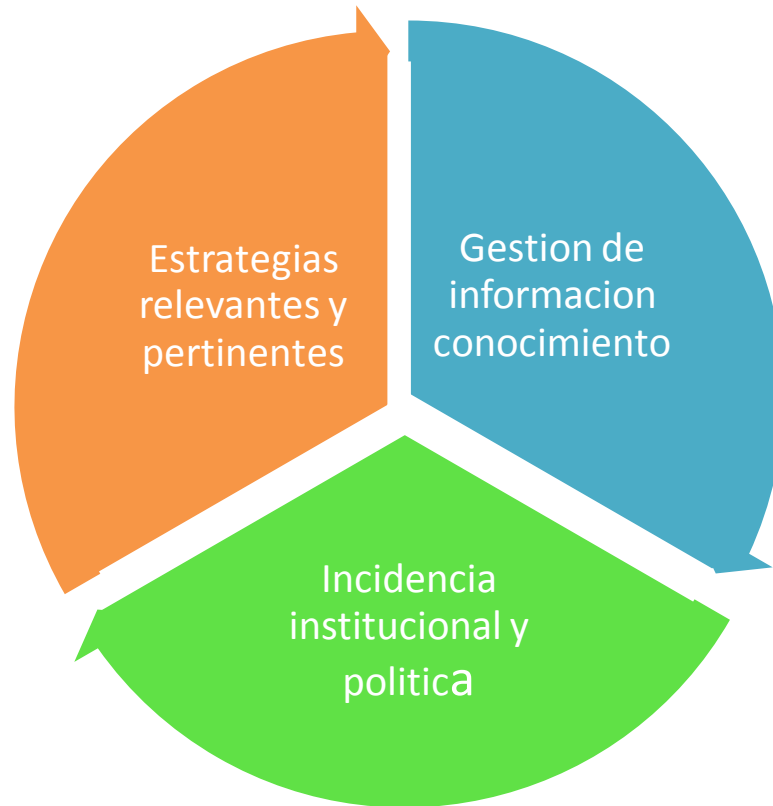 Estrategias
relevantes y
pertinentes
Gestion de
informacion
conocimiento
Incidencia
institucional y
politica